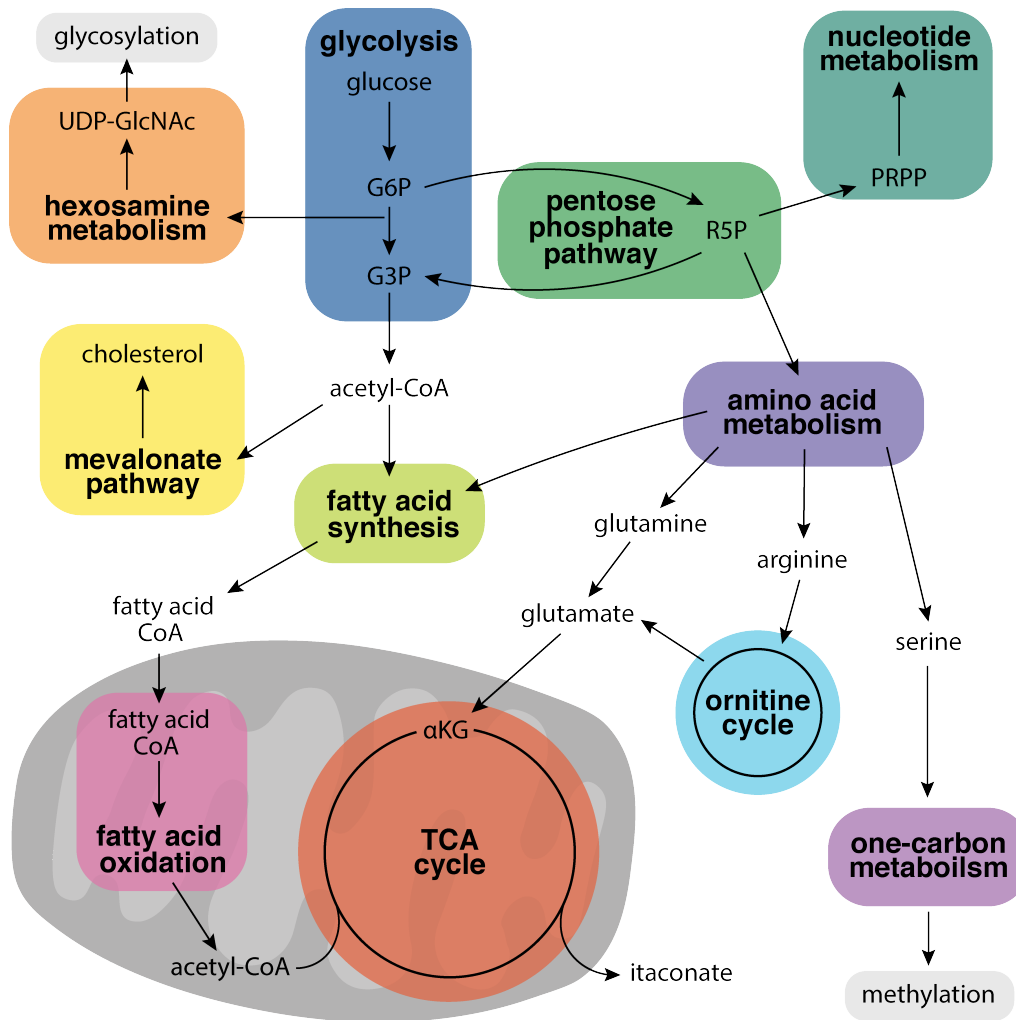 glycosylation
UDP-GlcNAc
hexosamine
metabolism
glycolysis
glucose
G6P
G3P
pentose
phosphate
pathway
R5P
nucleotide
metabolism
PRPP
cholesterol
mevalonate
pathway
acetyl-CoA
fatty acid
synthesis
amino acid
metabolism
glutamine
arginine
glutamate
serine
fatty acid
CoA
fatty acid
CoA
fatty acid
oxidation
acetyl-CoA
αKG
TCA
cycle
itaconate
ornitine
cycle
one-carbon
metaboilsm
methylation